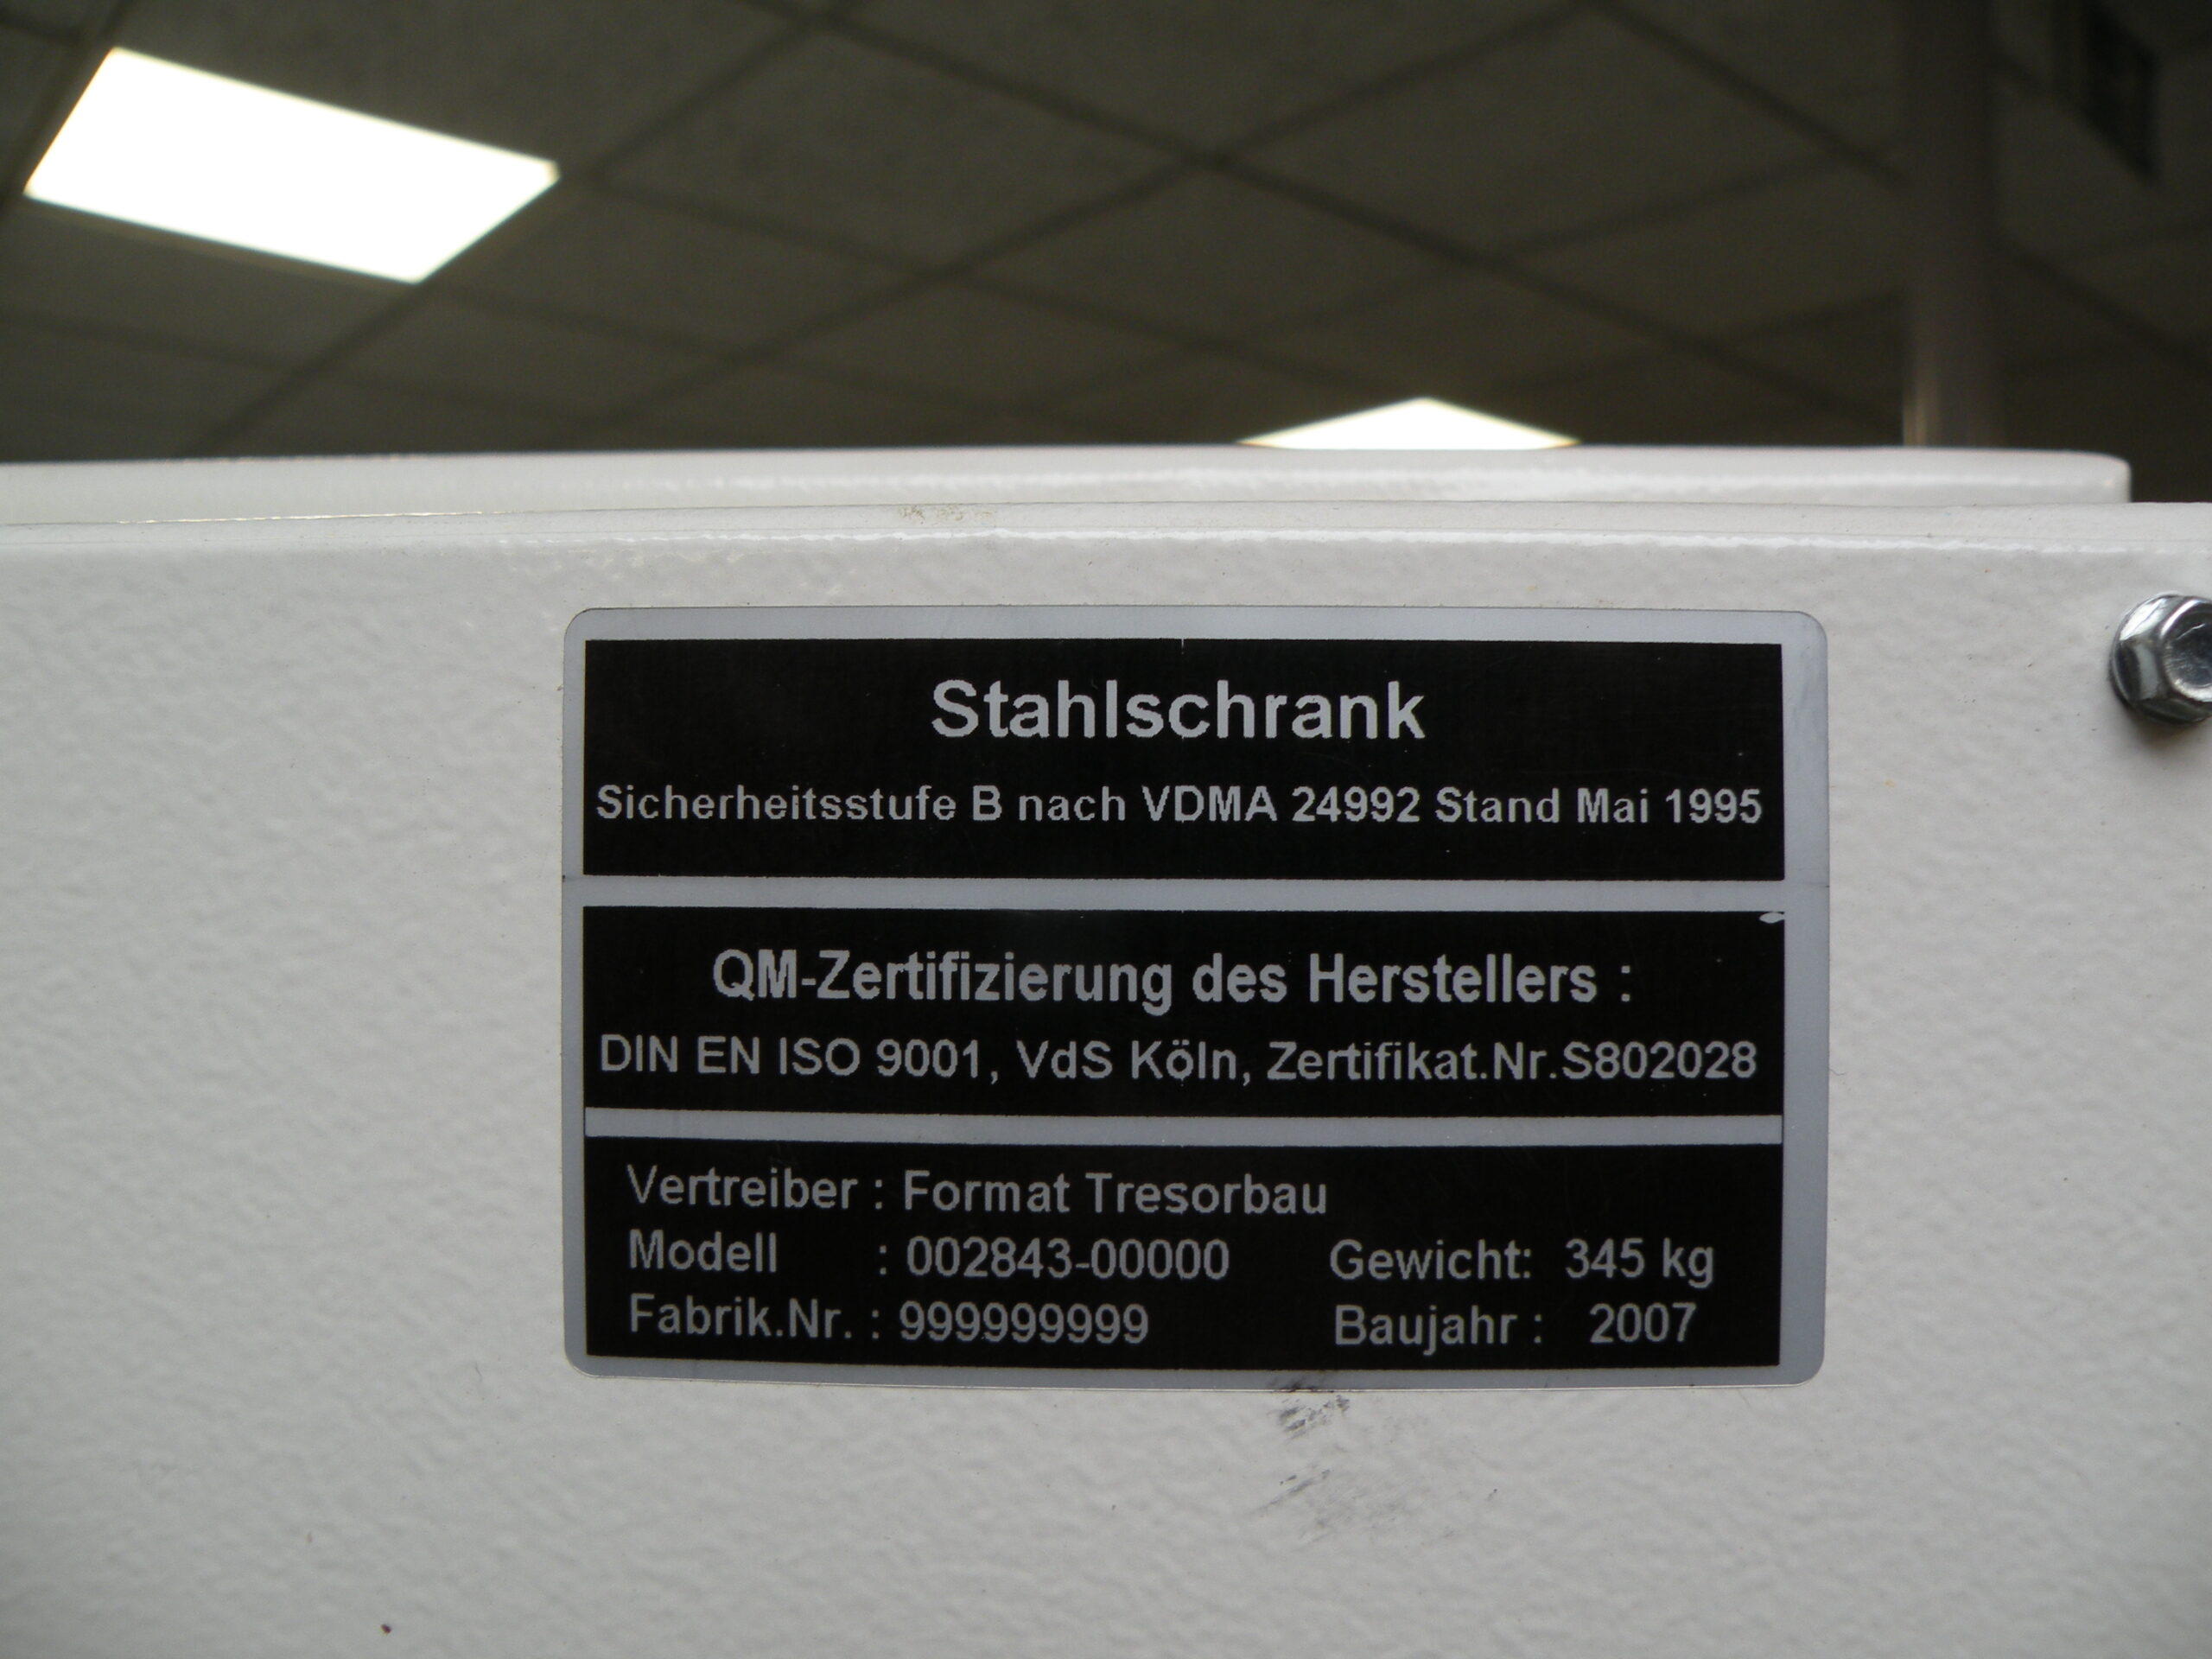 Stahlschrank
Sicherheitsstufe B nach VDMA 24992 Stand Mai 1995
QM-Zertifizierung des Herstellers :
DIN EN ISO 9001, VdS Köln, Zertifikat.Nr.S802028
Vertreiber : Format Tresorbau
Modell : 002843-00000 Gewicht: 345 kg
Fabrik.Nr. : 999999999 Baujahr : 2007